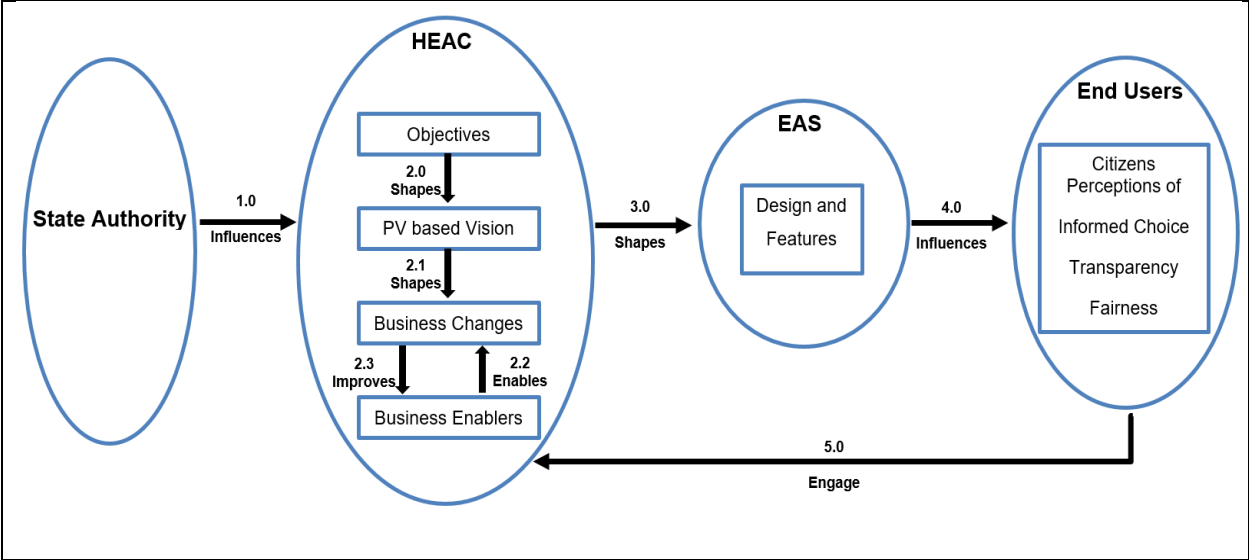 State Authority
1.0
Influences
HEAC
Objectives
2.0
Shapes
PV based Vision
2.1
Shapes
Business Changes
2.3
Improves
2.2
Enables
Business Enablers
3.0
Shapes
EAS
Design and
Features
4.0
Influences
End Users
Citizens
Perceptions of
Informed Choice
Transparency
Fairness
5.0
Engage